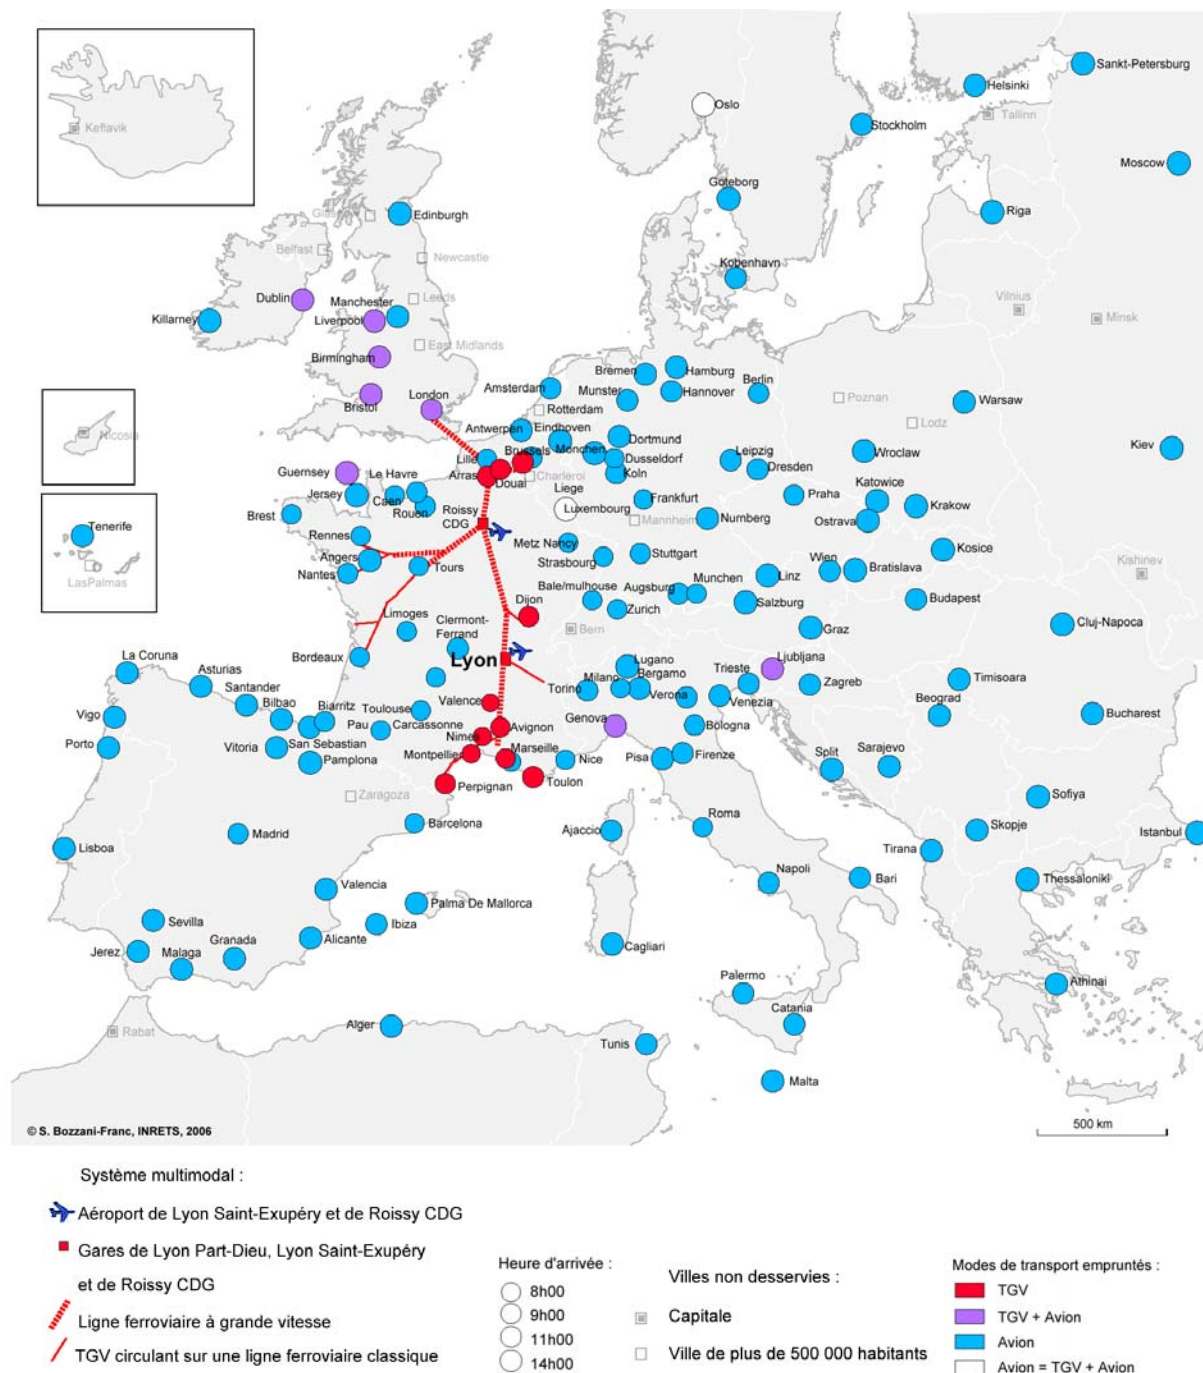 Keflavik
Nicosia
Tenerife
LasPalmas
Sankt-Petersburg
Helsinki
Oslo
Tallinn
Stockholm
Moscow
Goteborg
Riga
Edinburgh
Belfast
Newcastle
Kobenhavn
Dublin
Manchester
Leeds
Vilnius
Killarney
Liverpool
Minsk
East Midlands
Birmingham
Bremen
Hamburg
Amsterdam
Munster
Hannover
Berlin
Bristol
London
Rotterdam
Poznan
Warsaw
Lodz
Antwerpen
Eindhoven
Dortmund
Kiev
Lille
Brussels
Monchen
Dusseldorf
Leipzig
Wroclaw
Guernsey
Le Havre
Arras
Douai
Charleroi
Koln
Dresden
Jersey
Caen
Rouen
Liege
Frankfurt
Praha
Katowice
Brest
Roissy
CDG
Luxembourg
Mannheim
Nurnberg
Ostrava
Krakow
Rennes
Metz Nancy
Stuttgart
Kosice
Angers
Strasbourg
Wien
Bratislava
Kishinev
Nantes
Tours
Bale/mulhouse
Augsburg
Munchen
Linz
Dijon
Zurich
Salzburg
Budapest
Limoges
Clermont-
Ferrand
Bern
Graz
Cluj-Napoca
Bordeaux
Lyon
Lugano
Ljubljana
La Coruna
Asturias
Milano
Bergamo
Trieste
Zagreb
Timisoara
Santander
Torino
Verona
Venezia
Beograd
Bilbao
Biarritz
Toulouse
Valence
Vigo
Pau
Carcassonne
Avignon
Genova
Bologna
Bucharest
Porto
Vitoria
San Sebastian
Nimes
Montpellier
Marseille
Nice
Pisa
Firenze
Split
Sarajevo
Pamplona
Toulon
Perpignan
Zaragoza
Sofiya
Madrid
Barcelona
Ajaccio
Roma
Skopje
Istanbul
Lisboa
Tirana
Valencia
Napoli
Bari
Thessaloniki
Palma De Mallorca
Sevilla
Ibiza
Jerez
Malaga
Granada
Alicante
Cagliari
Palermo
Athinai
Catania
Rabat
Alger
Tunis
Malta
© S. Bozzani-Franc, INRETS, 2006
500 km
Système multimodal :
Aéroport de Lyon Saint-Exupéry et de Roissy CDG
Gares de Lyon Part-Dieu, Lyon Saint-Exupéry
et de Roissy CDG
Ligne ferroviaire à grande vitesse
TGV circulant sur une ligne ferroviaire classique
Heure d'arrivée :
8h00
9h00
11h00
14h00
Villes non desservies :
Capitale
Ville de plus de 500 000 habitants
Modes de transport empruntés :
TGV
TGV + Avion
Avion
Avion = TGV + Avion